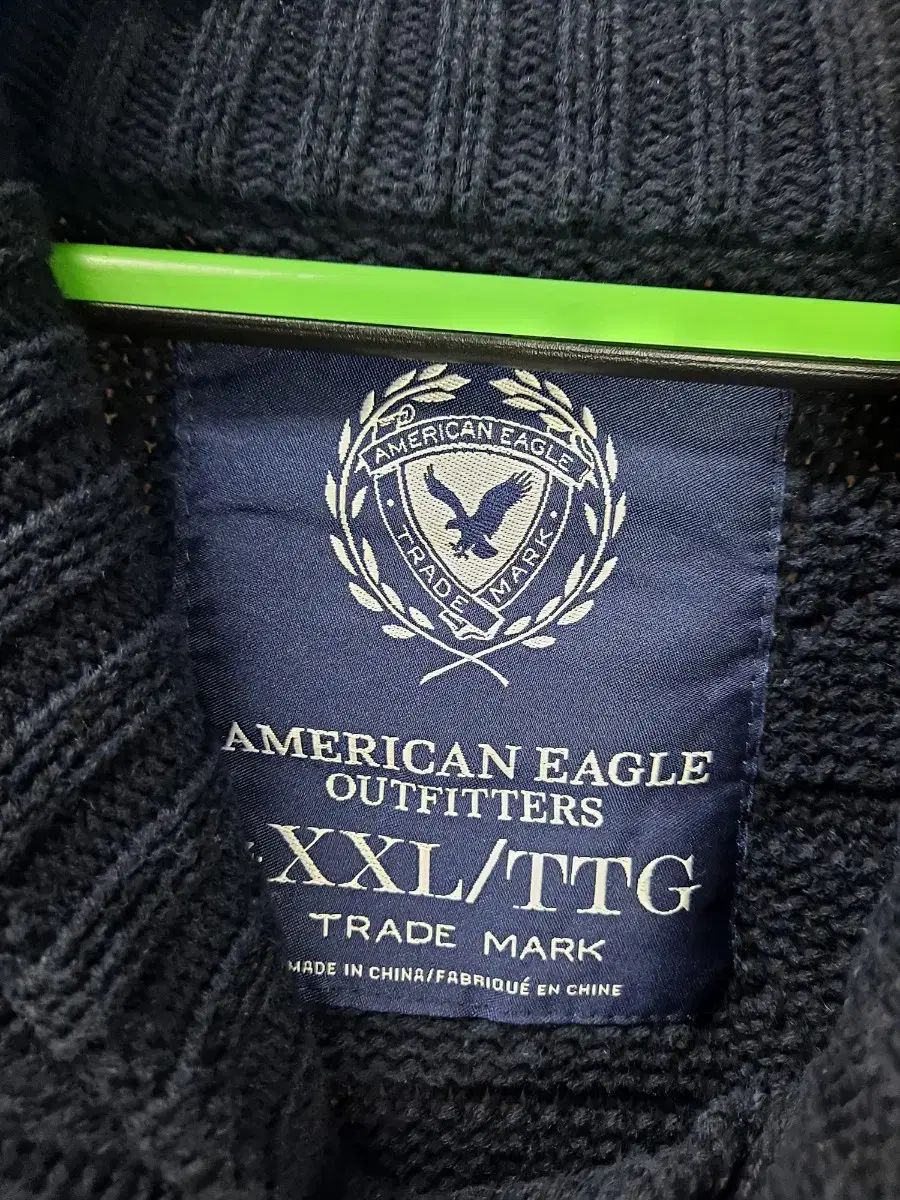 AMERICAN EAGLE
TRADE MARK
AMERICAN EAGLE
OUTFITTERS
XXL/TTG
TRADE MARK
MADE IN CHINA/FABRIQUÉ EN CHINE